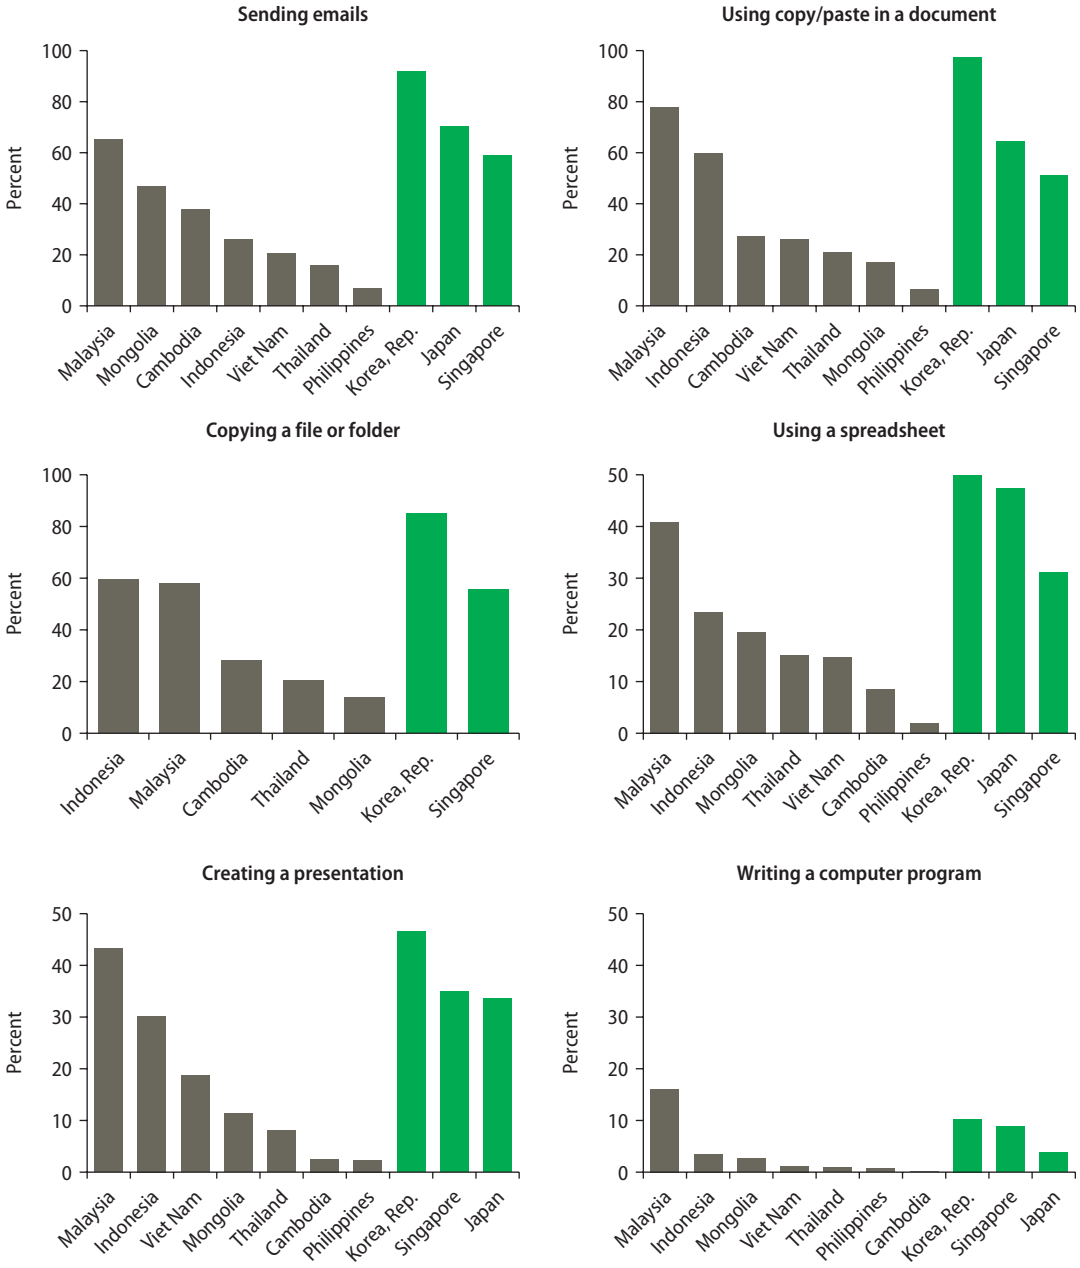 Sending emails
Percent
100
80
60
40
20
0
Malaysia
Mongolia
Cambodia
Indonesia
Viet Nam
Thailand
Philippines
Korea, Rep.
Japan
Singapore
Using copy/paste in a document
Percent
100
80
60
40
20
0
Malaysia
Indonesia
Cambodia
Viet Nam
Thailand
Mongolia
Philippines
Korea, Rep.
Japan
Singapore
Copying a file or folder
Percent
100
80
60
40
20
0
Indonesia
Malaysia
Cambodia
Thailand
Mongolia
Korea, Rep.
Singapore
Using a spreadsheet
Percent
50
40
30
20
10
0
Malaysia
Indonesia
Mongolia
Thailand
Viet Nam
Cambodia
Philippines
Korea, Rep.
Japan
Singapore
Creating a presentation
Percent
50
40
30
20
10
0
Malaysia
Indonesia
Viet Nam
Mongolia
Thailand
Cambodia
Philippines
Korea, Rep.
Singapore
Japan
Writing a computer program
Percent
50
40
30
20
10
0
Malaysia
Indonesia
Mongolia
Viet Nam
Thailand
Philippines
Cambodia
Korea, Rep.
Singapore
Japan